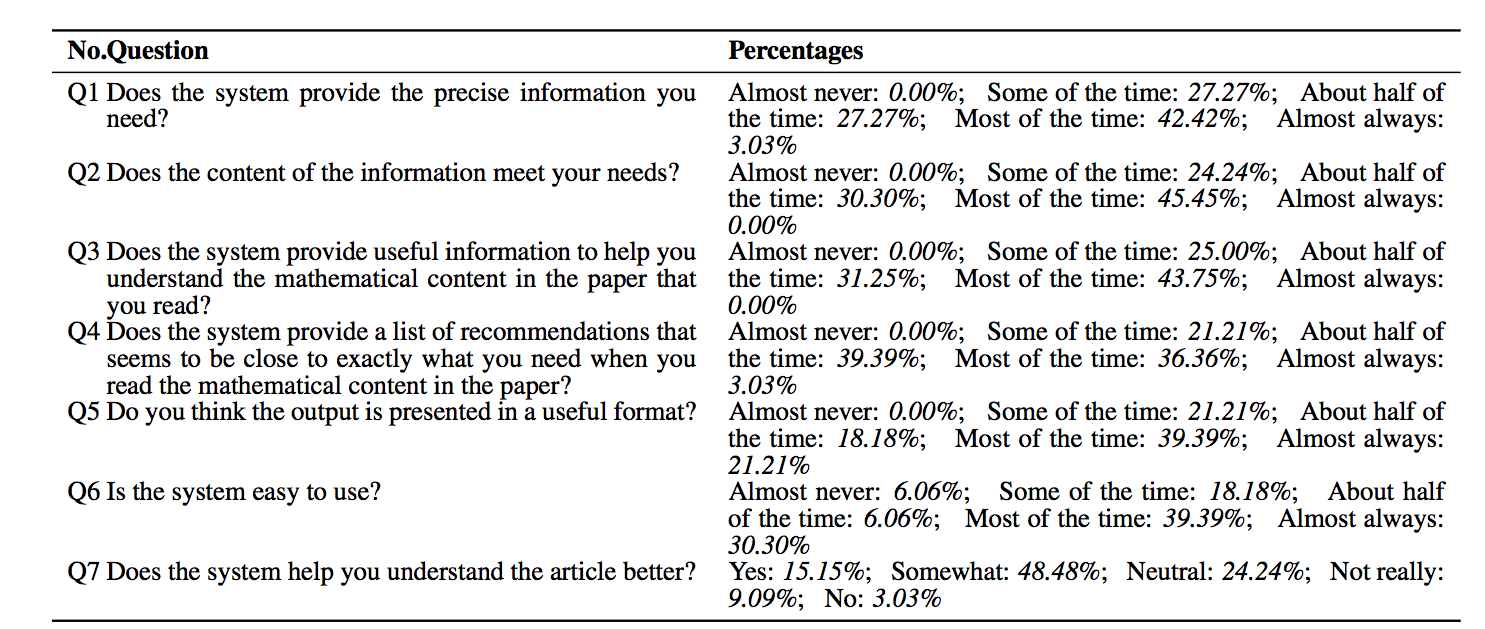 No.Question Percentages
Q1 Does the system provide the precise information you Almost never: 0.00%; Some of the time: 27.27%; About half of
need? the time: 27.27%; Most of the time: 42.42%; Almost always:
3.03%
Q2 Does the content of the information meet your needs? Almost never: 0.00%; Some of the time: 24.24%; About half of
the time: 30.30%; Most of the time: 45.45%; Almost always:
0.00%
Q3 Does the system provide useful information to help you Almost never: 0.00%; Some of the time: 25.00%; About half of
understand the mathematical content in the paper that the time: 31.25%; Most of the time: 43.75%; Almost always:
you read? 0.00%
Q4 Does the system provide a list of recommendations that Almost never: 0.00%; Some of the time: 21.21%; About half of
seems to be close to exactly what you need when you the time: 39.39%; Most of the time: 36.36%; Almost always:
read the mathematical content in the paper? 3.03%
Q5 Do you think the output is presented in a useful format? Almost never: 0.00%; Some of the time: 21.21%; About half of
the time: 18.18%; Most of the time: 39.39%; Almost always:
21.21%
Q6 Is the system easy to use? Almost never: 6.06%; Some of the time: 18.18%; About half
of the time: 6.06%; Most of the time: 39.39%; Almost always:
30.30%
Q7 Does the system help you understand the article better? Yes: 15.15%; Somewhat: 48.48%; Neutral: 24.24%; Not really:
9.09%; No: 3.03%